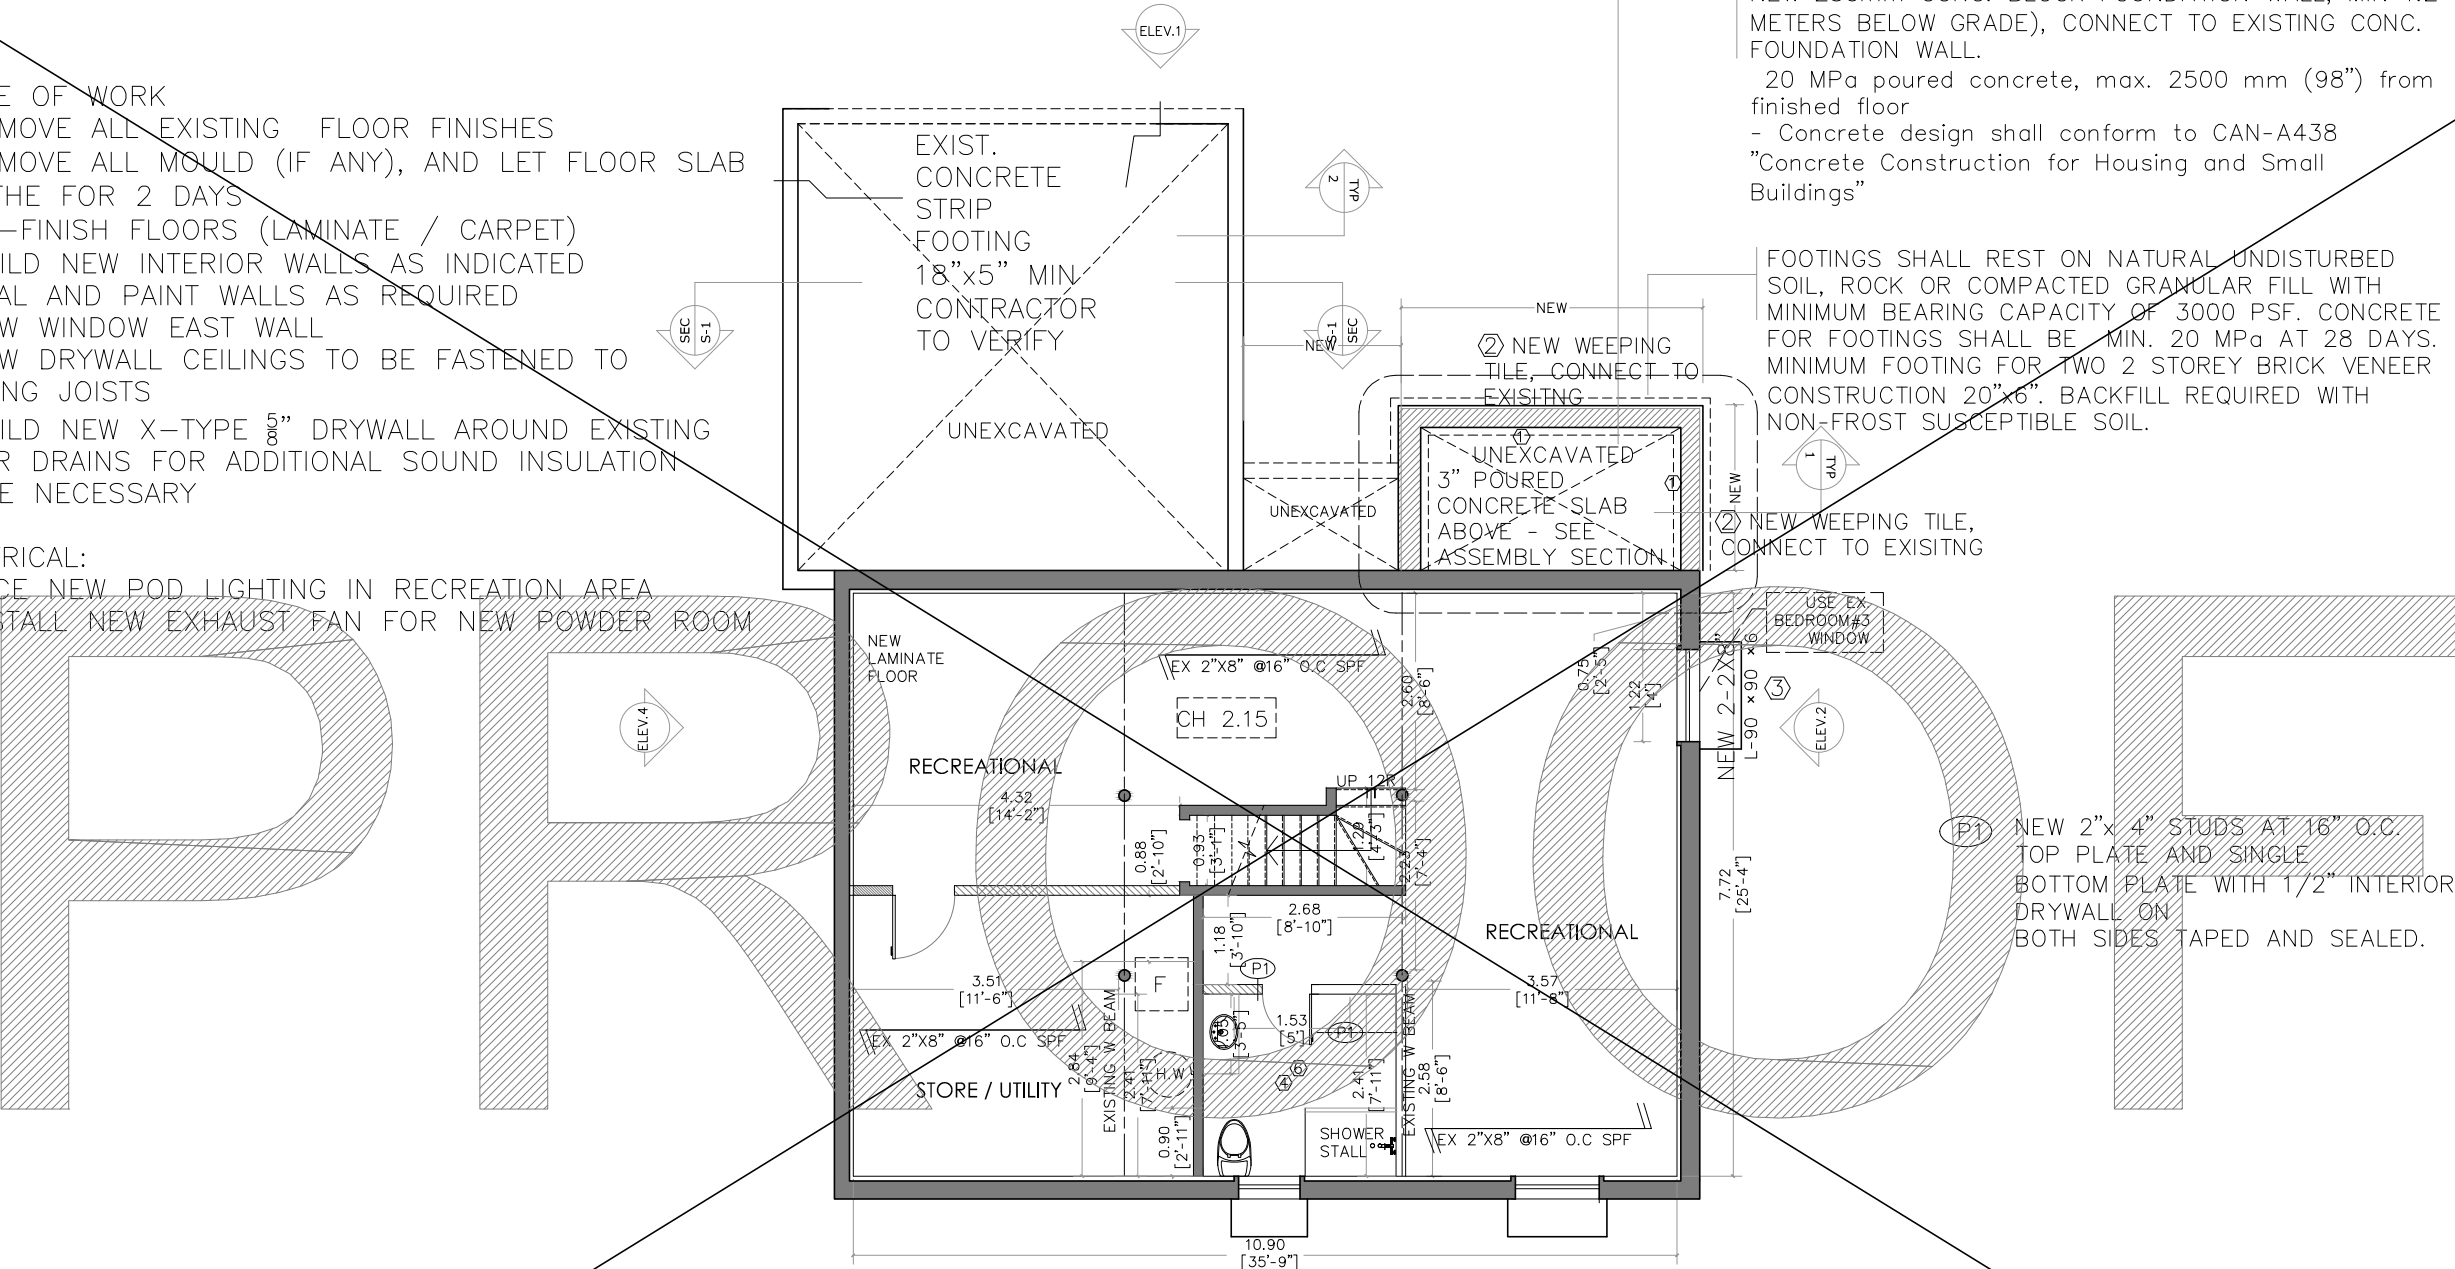 E OF WORK
MOVE ALL EXISTING FLOOR FINISHES
MOVE ALL MOULD (IF ANY), AND LET FLOOR SLAB
THE FOR 2 DAYS
-FINISH FLOORS (LAMINATE / CARPET)
ILD NEW INTERIOR WALLS AS INDICATED
AL AND PAINT WALLS AS REQUIRED
W WINDOW EAST WALL
W DRYWALL CEILINGS TO BE FASTENED TO
NG JOISTS
ILD NEW X-TYPE 5/8" DRYWALL AROUND EXISTING
R DRAINS FOR ADDITIONAL SOUND INSULATION
E NECESSARY
RICAL:
CE NEW POD LIGHTING IN RECREATION AREA
STALL NEW EXHAUST FAN FOR NEW POWDER ROOM
ELEV.1
EXIST.
CONCRETE
STRIP
FOOTING
18"x5" MIN
CONTRACTOR
TO VERIFY
UNEXCAVATED
SEC
S-1
2
TYP
S-1
SEC
METERS BELOW GRADE), CONNECT TO EXISTING CONC.
FOUNDATION WALL.
20 MPa poured concrete, max. 2500 mm (98") from
finished floor
- Concrete design shall conform to CAN-A438
"Concrete Construction for Housing and Small
Buildings"
FOOTINGS SHALL REST ON NATURAL UNDISTURBED
SOIL, ROCK OR COMPACTED GRANULAR FILL WITH
MINIMUM BEARING CAPACITY OF 3000 PSF. CONCRETE
FOR FOOTINGS SHALL BE MIN. 20 MPa AT 28 DAYS.
MINIMUM FOOTING FOR TWO 2 STOREY BRICK VENEER
CONSTRUCTION 20"x6". BACKFILL REQUIRED WITH
NON-FROST SUSCEPTIBLE SOIL.
NEW
NEW
2 NEW WEEPING
TILE, CONNECT TO
EXISITNG
1
UNEXCAVATED
3" POURED
CONCRETE SLAB
ABOVE - SEE
ASSEMBLY SECTION
1
NEW
UNEXCAVATED
1
TYP
2 NEW WEEPING TILE,
CONNECT TO EXISITNG
PROF
NEW
LAMINATE
FLOOR
EX 2"X8" @16" O.C SPF
CH 2.15
2.60
[8'-6"]
0.75
[2'-5"]
1.22
[4']
USE EX.
BEDROOM#3
WINDOW
NEW 2-2X8"
L-90 ×90 ×6
3
ELEV.4
ELEV.2
RECREATIONAL
4.32
[14'-2"]
UP 12R
0.88
[2'-10"]
0.93
[3'-1"]
1.29
[4'-3"]
2.23
[7'-4"]
7.72
[25'-4"]
P1
NEW 2"x 4" STUDS AT 16" O.C.
TOP PLATE AND SINGLE
BOTTOM PLATE WITH 1/2" INTERIOR
DRYWALL ON
BOTH SIDES TAPED AND SEALED.
2.68
[8'-10"]
1.18
[3'-10"]
RECREATIONAL
P1
3.51
[11'-6"]
F
3.57
[11'-8"]
EX 2"X8" @16" O.C SPF
[3'-5"]
1.53
[5']
P1
EXISTING W BEAM
2.84
[9'-4"]
2.41
[7'-11"]
H.W
4
6
2.41
[7'-11"]
EXISTING W BEAM
2.58
[8'-6"]
STORE / UTILITY
0.90
[2'-11"]
SHOWER
STALL
EX 2"X8" @16" O.C SPF
10.90
[35'-9"]